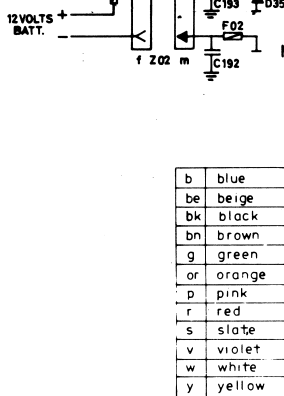 C193 D35
12VOLTS +
BATT. −
F02
f Z02 m
C192
b blue
be beige
bk black
bn brown
g green
or orange
p pink
r red
s slate
v violet
w white
y yellow